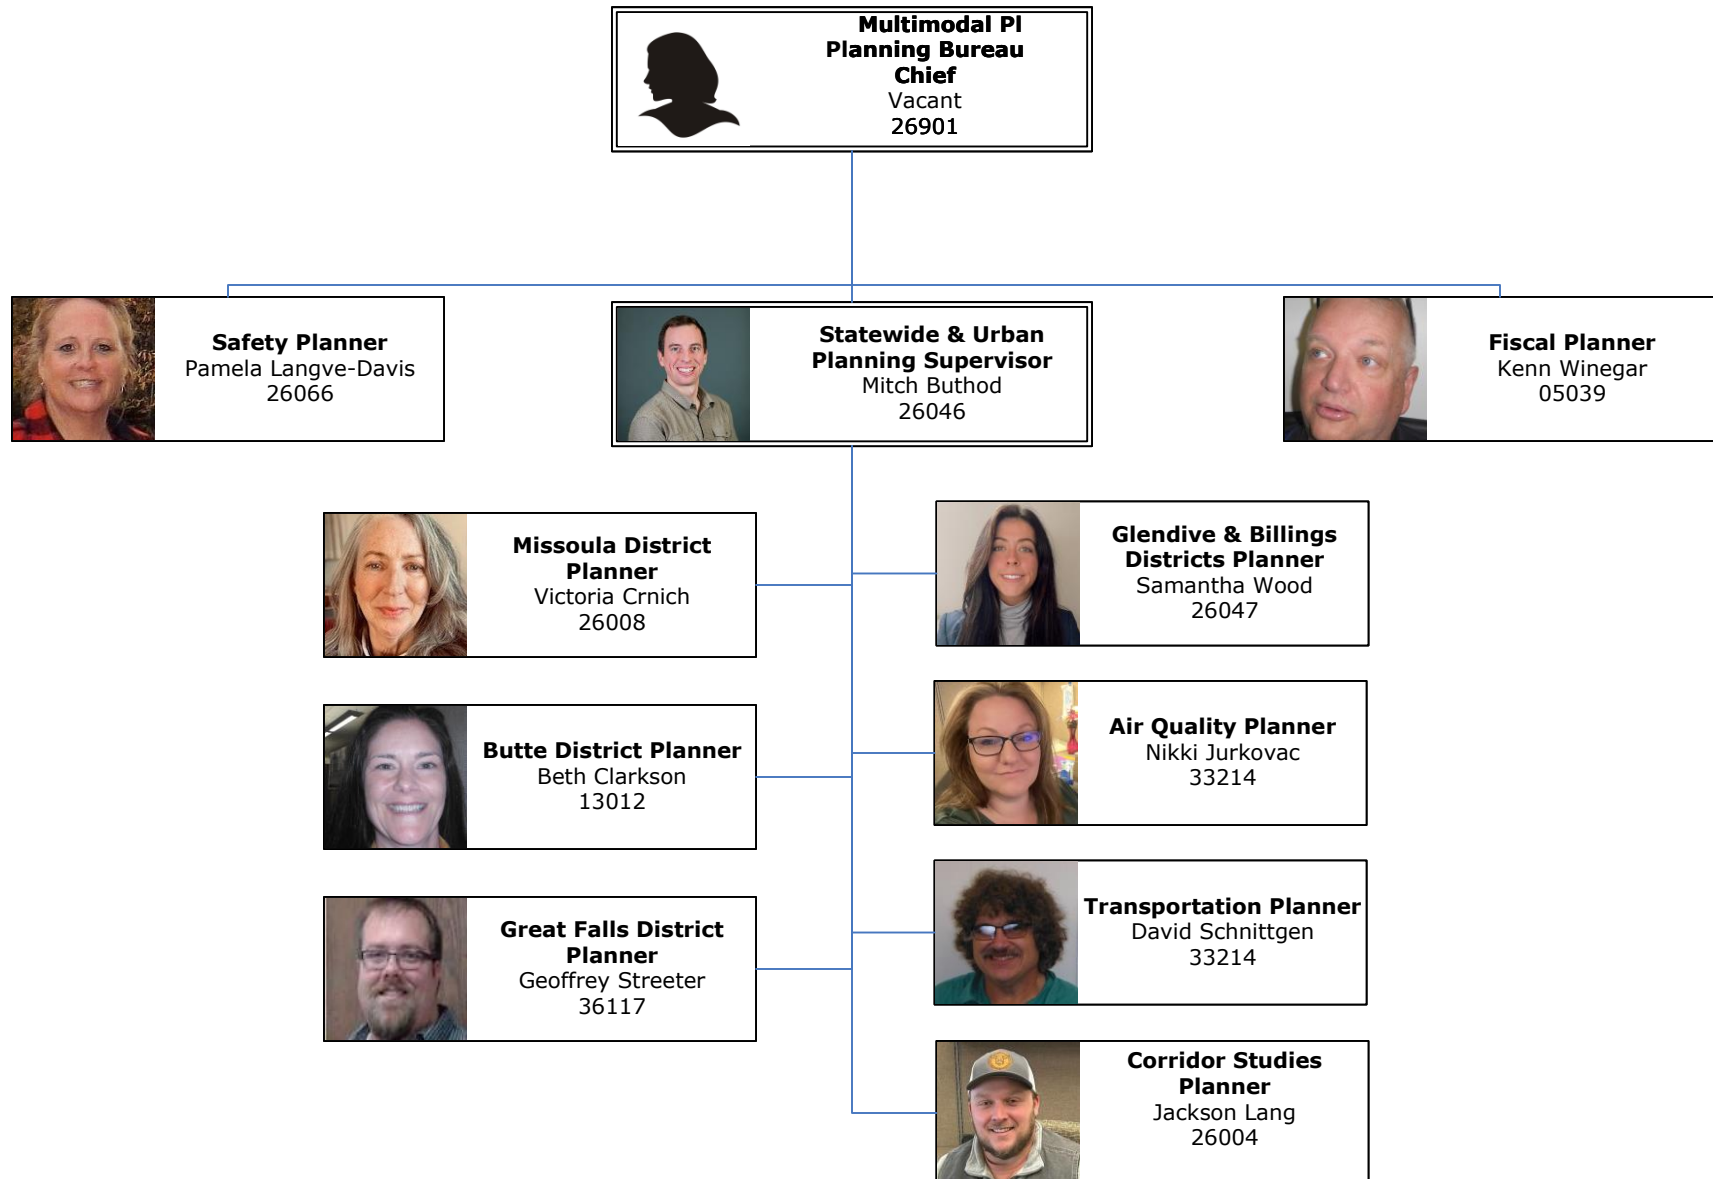 Multimodal Pl
Planning Bureau
Chief
Vacant
26901
Safety Planner
Pamela Langve-Davis
26066
Statewide & Urban
Planning Supervisor
Mitch Buthod
26046
Fiscal Planner
Kenn Winegar
05039
Missoula District
Planner
Victoria Crnich
26008
Glendive & Billings
Districts Planner
Samantha Wood
26047
Butte District Planner
Beth Clarkson
13012
Air Quality Planner
Nikki Jurkovac
33214
Great Falls District
Planner
Geoffrey Streeter
36117
Transportation Planner
David Schnittgen
33214
Corridor Studies
Planner
Jackson Lang
26004